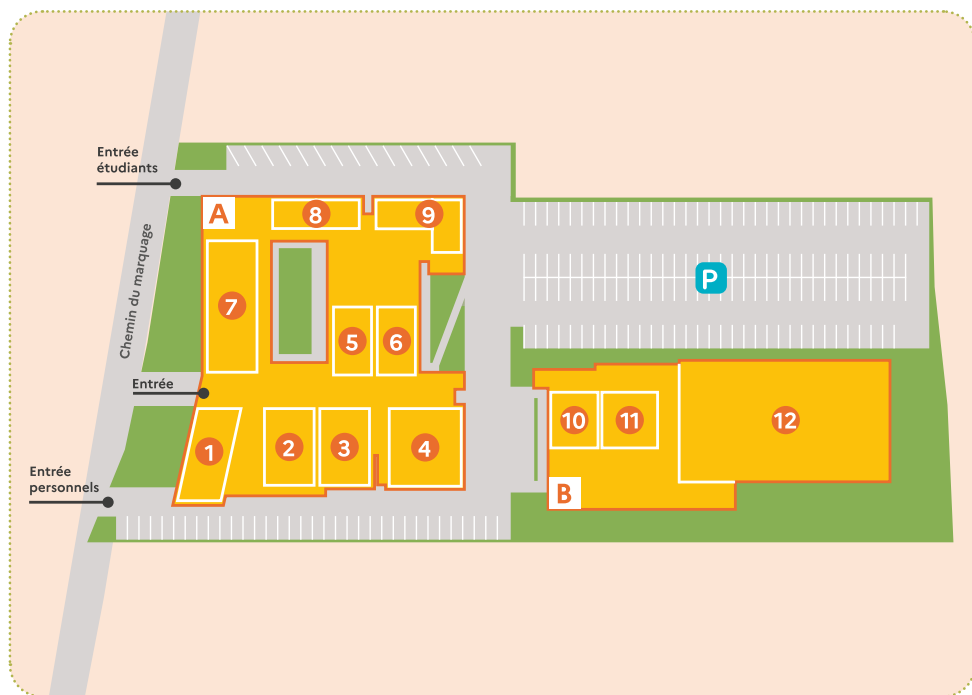 Entrée
étudiants
A
8
9
Chemin du marquage
7
P
5
6
Entrée
1
2
3
4
10
11
12
Entrée
personnels
B